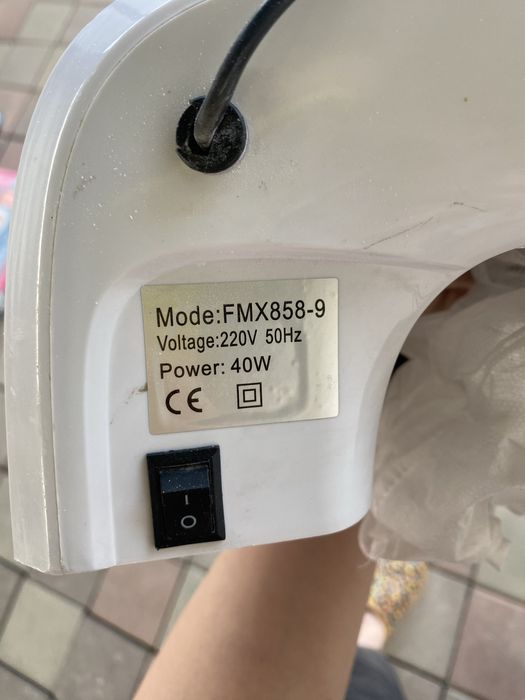 Mode:FMX858-9
Voltage:220V 50Hz
Power: 40W
CE
I
O